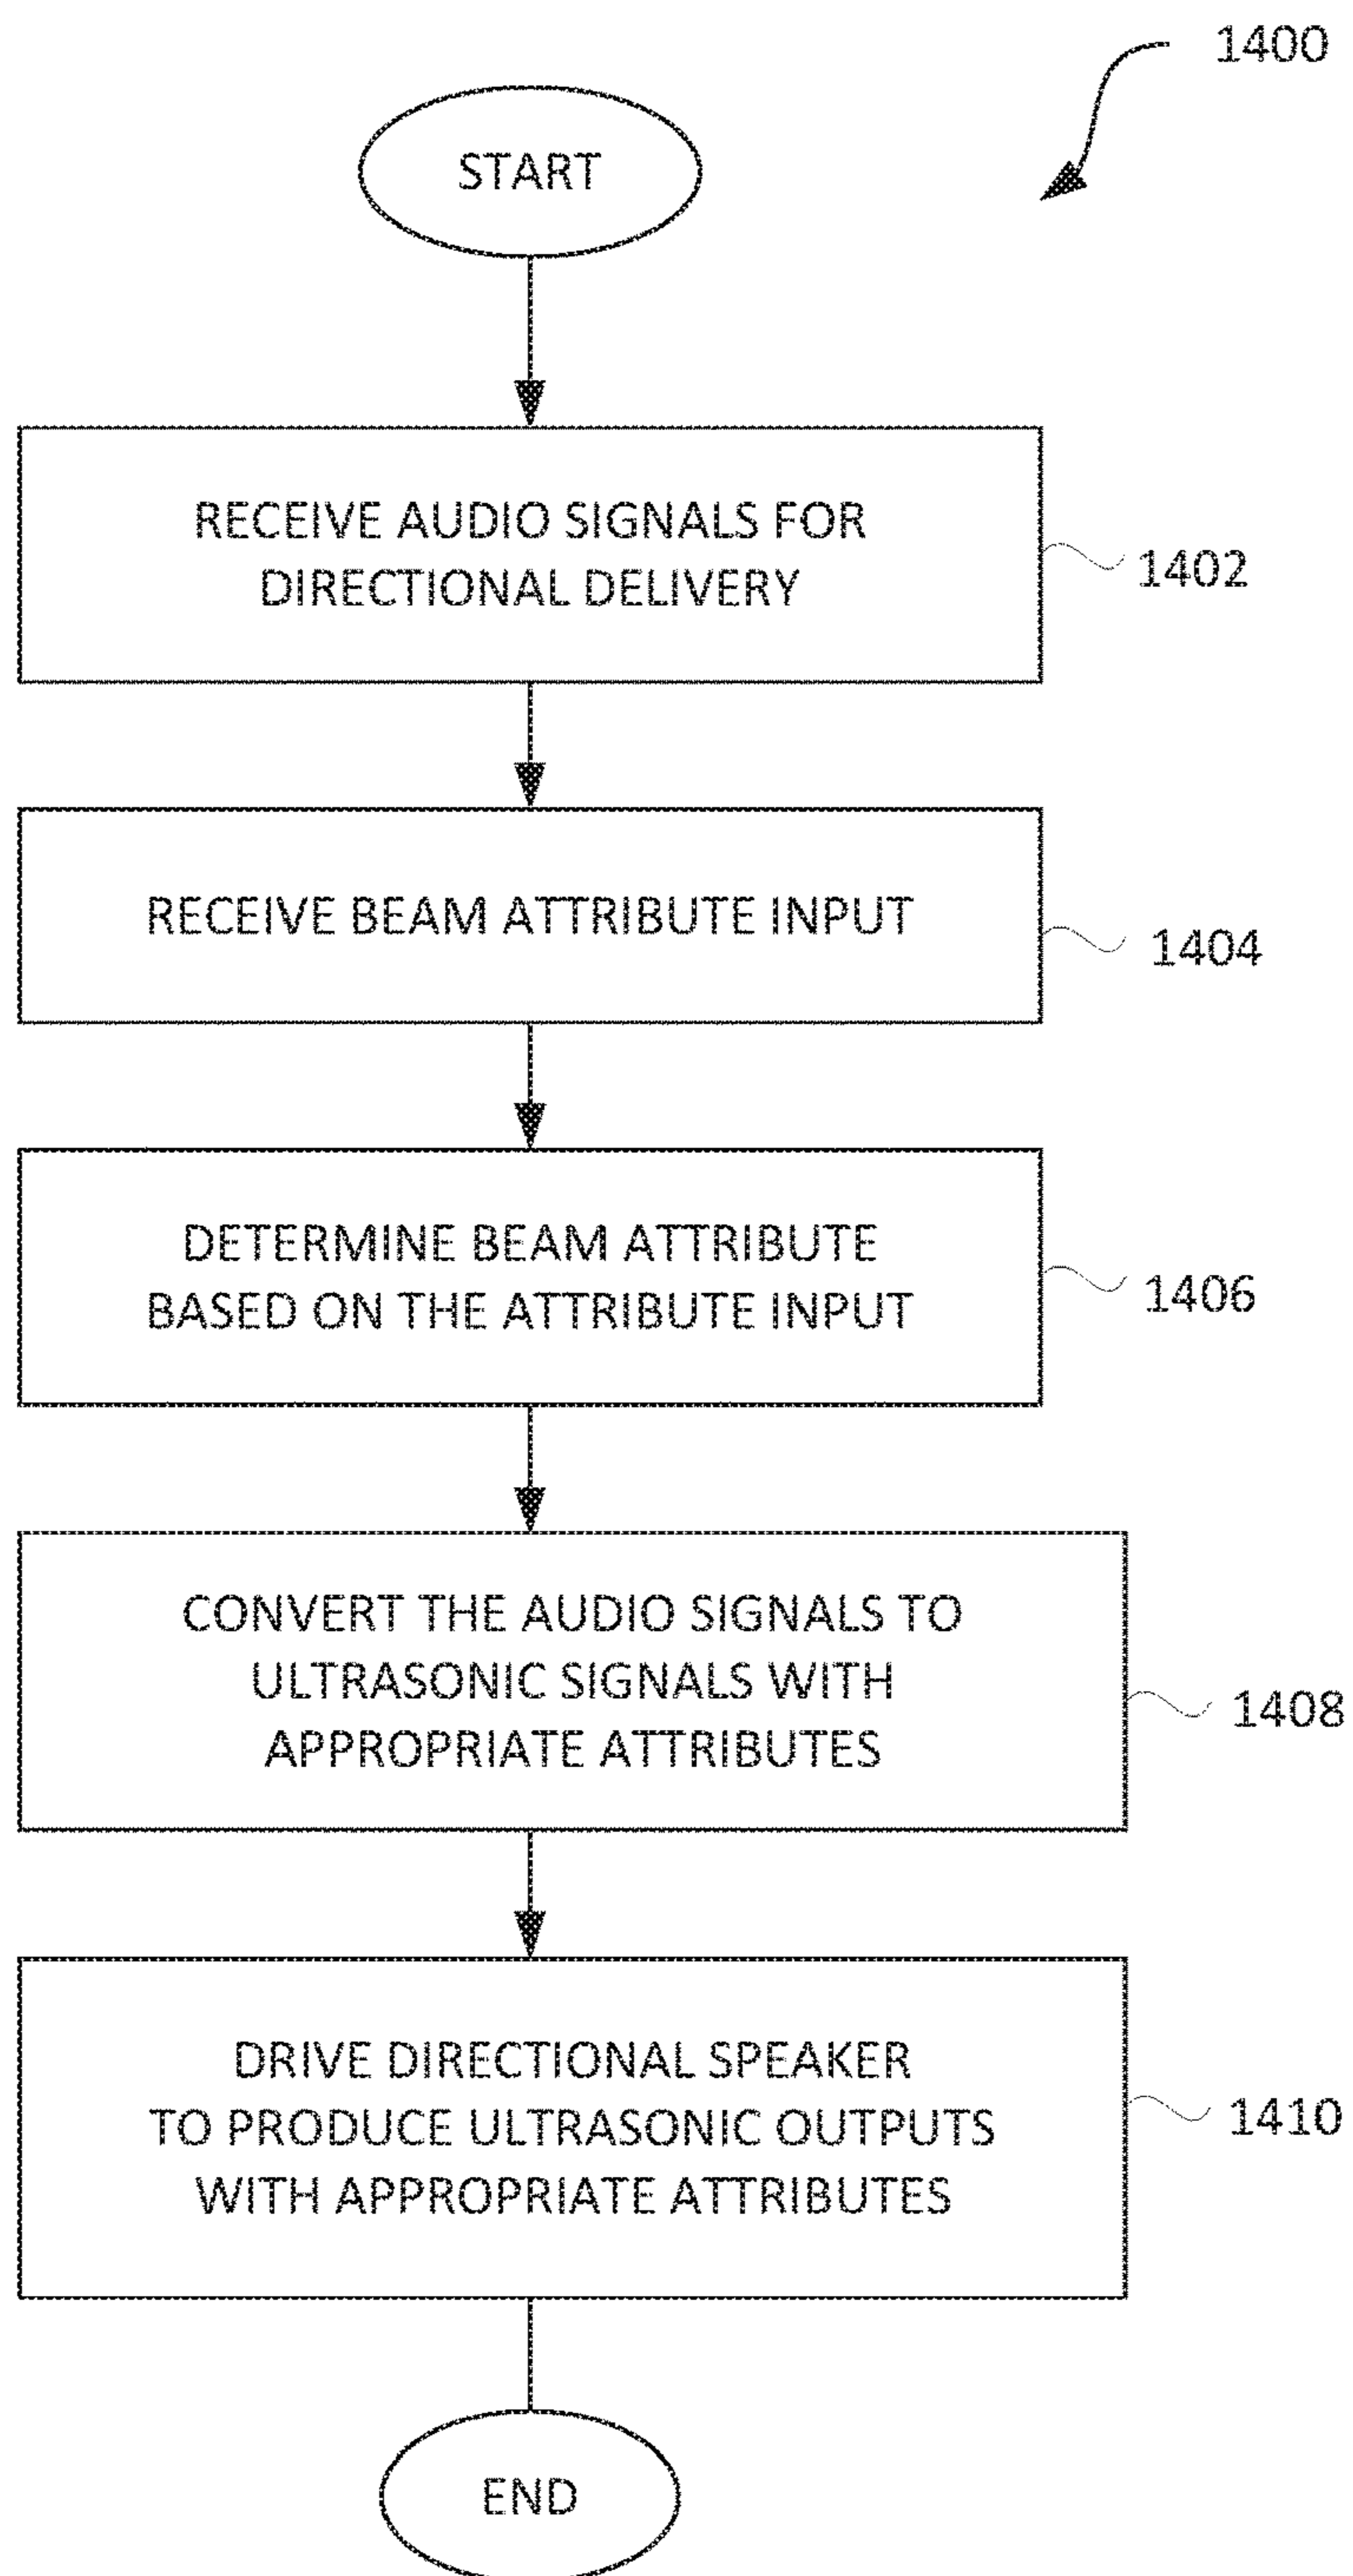 1400
START
RECEIVE AUDIO SIGNALS FOR
DIRECTIONAL DELIVERY
1402
RECEIVE BEAM ATTRIBUTE INPUT
1404
DETERMINE BEAM ATTRIBUTE
BASED ON THE ATTRIBUTE INPUT
1406
CONVERT THE AUDIO SIGNALS TO
ULTRASONIC SIGNALS WITH
APPROPRIATE ATTRIBUTES
1408
DRIVE DIRECTIONAL SPEAKER
TO PRODUCE ULTRASONIC OUTPUTS
WITH APPROPRIATE ATTRIBUTES
1410
END